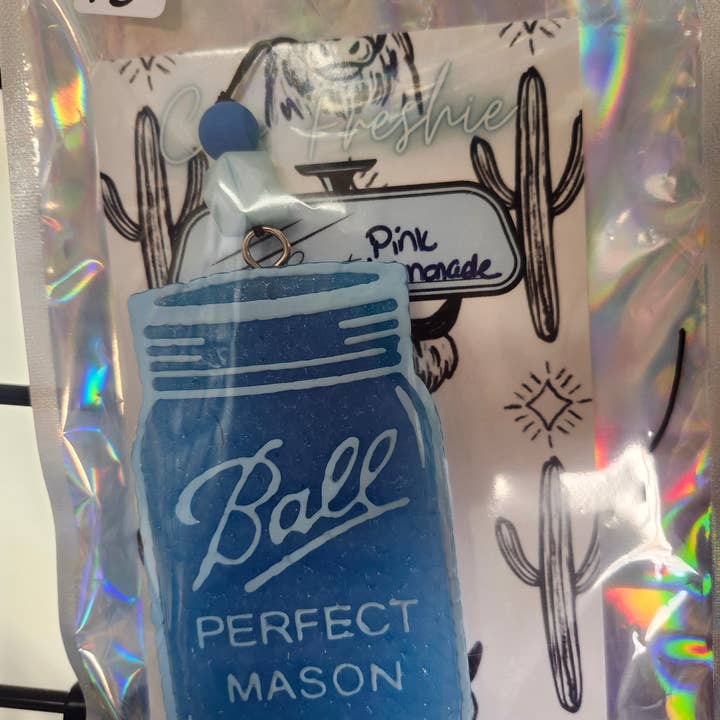 Freshie
Pink
Ball
PERFECT
MASON